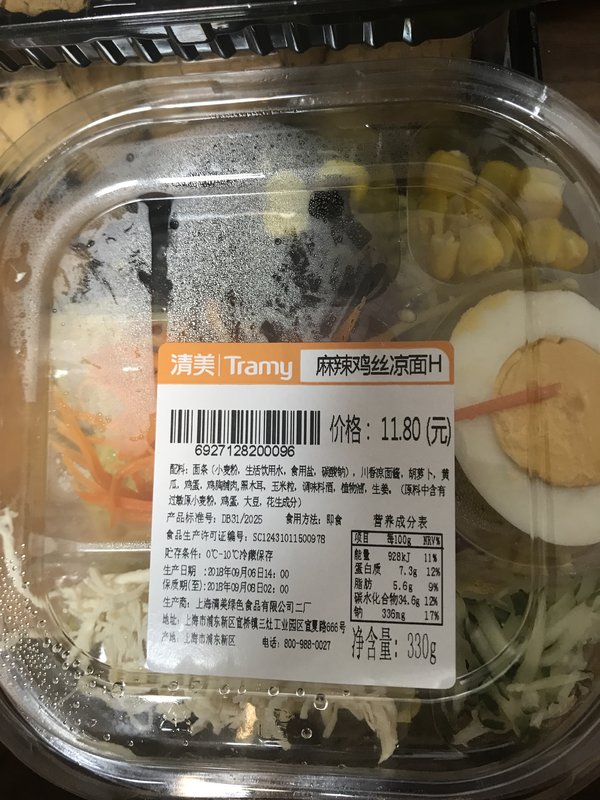 清美 Tramy 麻辣鸡丝凉面H
6927128200096
价格：11.80 (元)
配料：面条（小麦粉，生活饮用水，食用盐，碳酸钠），川香凉面酱，胡萝卜，黄
瓜，鸡蛋，鸡胸脯肉，黑木耳，玉米粒，调味料酒，植物油，生姜。（原料中含有
过敏原小麦粉，鸡蛋，大豆，花生成分）
产品标准号：DB31/2025 食用方法：即食
食品生产许可证编号：SC12431011500978
贮存条件：0℃-10℃冷藏保存
生产日期 :2018年09月06日14：00
保质期(至):2018年09月08日02：00
生产商：上海清美绿色食品有限公司二厂
地址：上海市浦东新区宣桥镇三灶工业园区宣夏路666号
产地：上海市浦东新区 电话：800-988-0027
营养成分表
项目 每100g NRV%
能量 928kJ 11%
蛋白质 7.3g 12%
脂肪 5.6g 9%
碳水化合物 34.6g 12%
钠 336mg 17%
净含量：330g